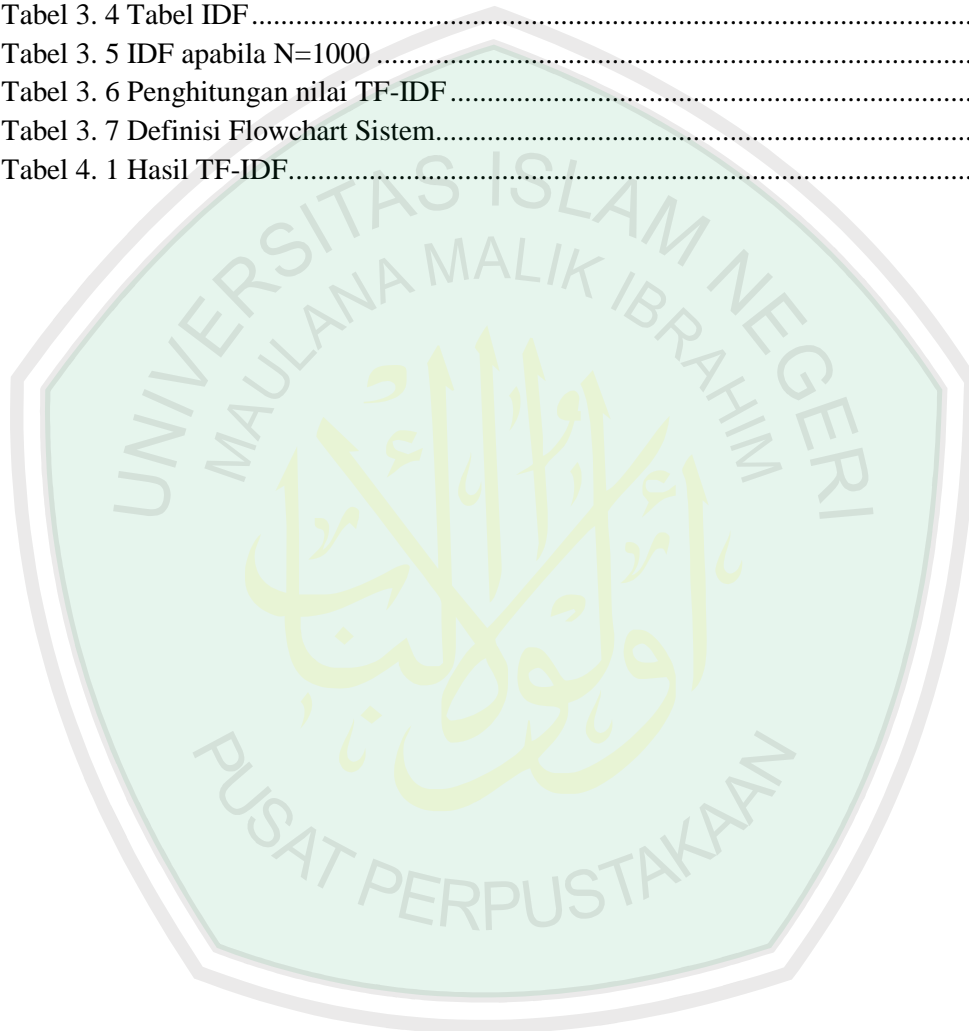 Tabel 3. 4 Tabel IDF
Tabel 3. 5 IDF apabila N=1000
Tabel 3. 6 Penghitungan nilai TF-IDF
Tabel 3. 7 Definisi Flowchart Sistem
Tabel 4. 1 Hasil TF-IDF
UNIVERSITAS ISLAM NEGERI
MAULANA MALIK IBRAHIM
أولوا الألباب
PUSAT PERPUSTAKAAN